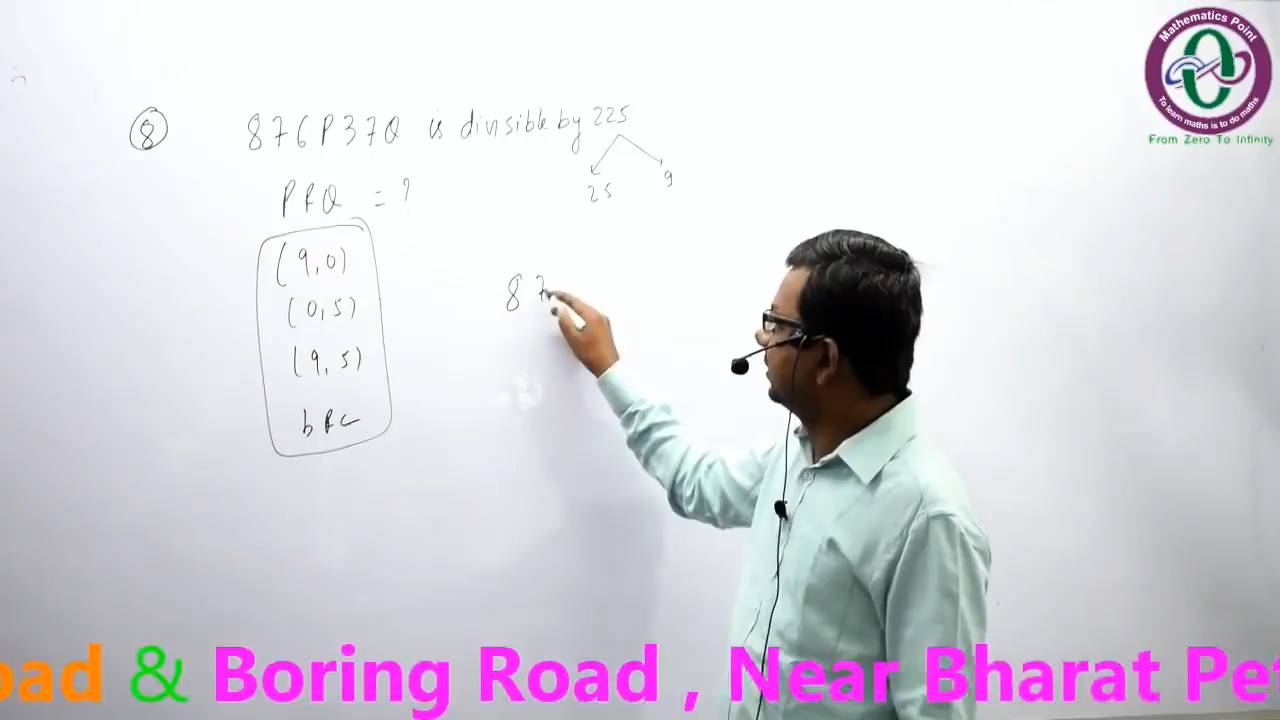 Mathematics Point
To learn maths is to do maths
From Zero To Infinity
8 876P37Q is divisible by 225
25 9
P & Q = ?
(9,0)
(0,5)
(9,5)
b & c
8 7
oad & Boring Road , Near Bharat Pet